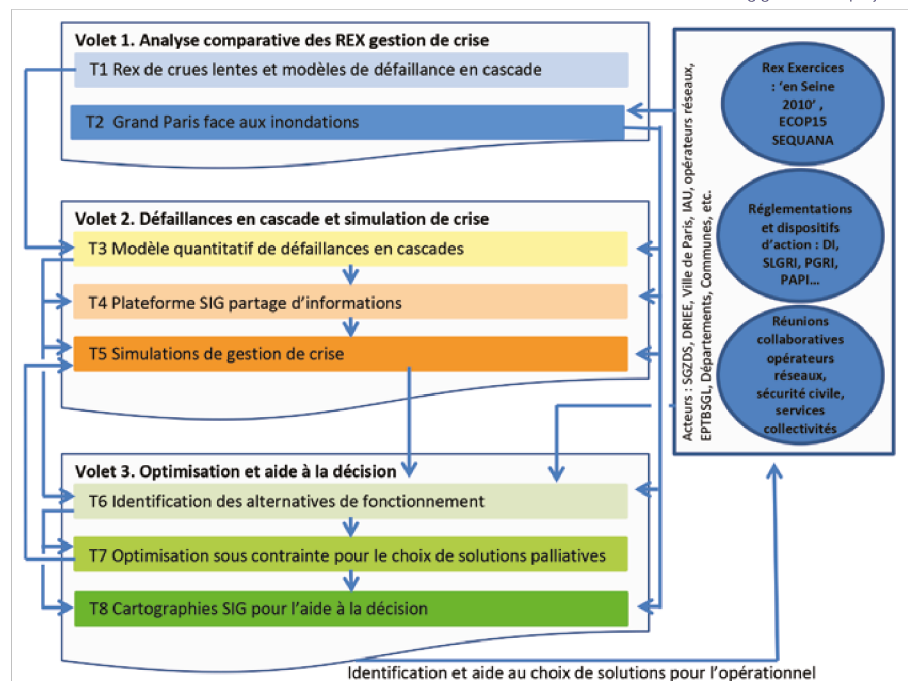 Volet 1. Analyse comparative des REX gestion de crise
T1 Rex de crues lentes et modèles de défaillance en cascade
T2 Grand Paris face aux inondations
Volet 2. Défaillances en cascade et simulation de crise
T3 Modèle quantitatif de défaillances en cascades
T4 Plateforme SIG partage d'informations
T5 Simulations de gestion de crise
Volet 3. Optimisation et aide à la décision
T6 Identification des alternatives de fonctionnement
T7 Optimisation sous contrainte pour le choix de solutions palliatives
T8 Cartographies SIG pour l'aide à la décision
Acteurs : SGZDS, DRIEE, Ville de Paris, IAU, opérateurs réseaux,
EPTBSGL, Départements, Communes, etc.
Rex Exercices
: 'en Seine
2010' ,
ECOP15
SEQUANA
Réglementations
et dispositifs
d'action : DI,
SLGRI, PGRI,
PAPI...
Réunions
collaboratives
opérateurs
réseaux,
sécurité civile,
services
collectivités
Identification et aide au choix de solutions pour l'opérationnel